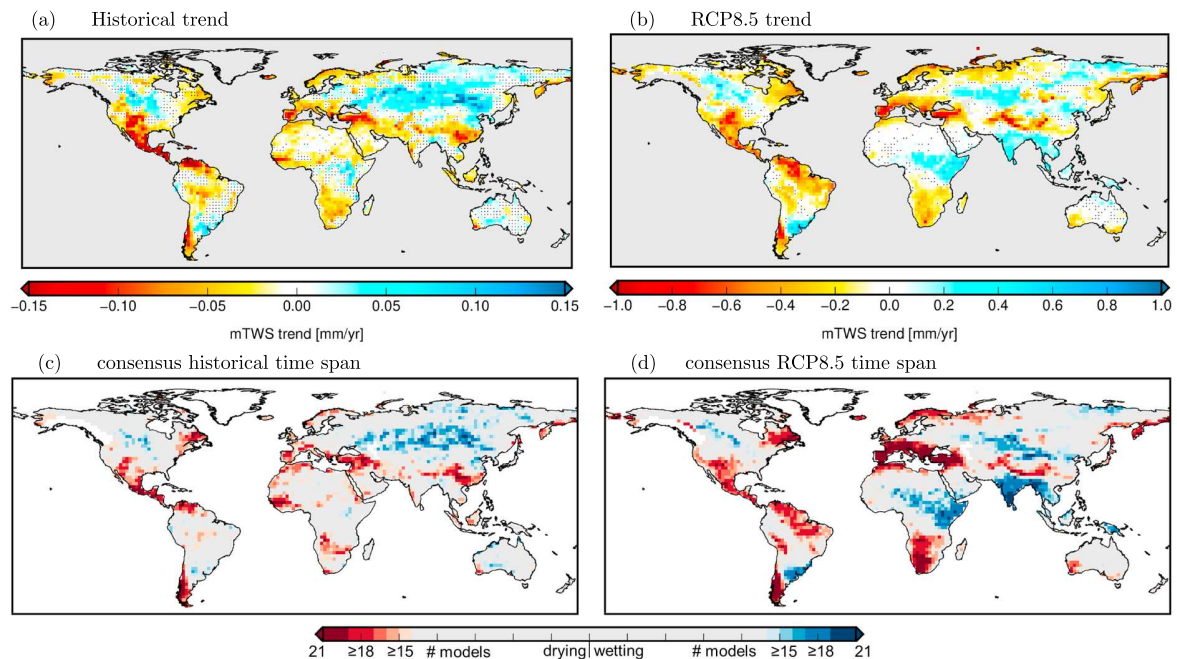 (a) Historical trend
(b) RCP8.5 trend
−0.15 −0.10 −0.05 0.00 0.05 0.10 0.15
mTWS trend [mm/yr]
−1.0 −0.8 −0.6 −0.4 −0.2 0.0 0.2 0.4 0.6 0.8 1.0
mTWS trend [mm/yr]
(c) consensus historical time span
(d) consensus RCP8.5 time span
21 ≥18 ≥15 # models drying wetting # models ≥15 ≥18 21